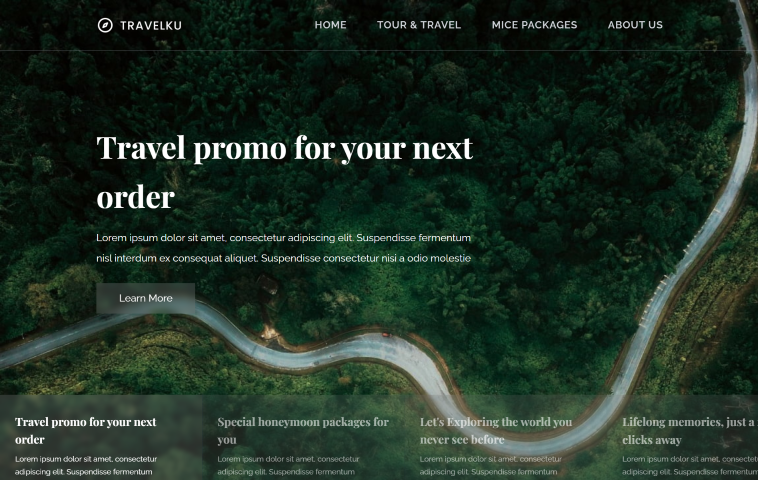 TRAVELKU
HOME
TOUR & TRAVEL
MICE PACKAGES
ABOUT US
Travel promo for your next
order
Lorem ipsum dolor sit amet, consectetur adipiscing elit. Suspendisse fermentum
nisl interdum ex consequat aliquet. Suspendisse consectetur nisi a odio molestie
Learn More
Travel promo for your next
order
Lorem ipsum dolor sit amet, consectetur
adipiscing elit. Suspendisse fermentum
Special honeymoon packages for
you
Lorem ipsum dolor sit amet, consectetur
adipiscing elit. Suspendisse fermentum
Let's Exploring the world you
never see before
Lorem ipsum dolor sit amet, consectetur
adipiscing elit. Suspendisse fermentum
Lifelong memories, just a
clicks away
Lorem ipsum dolor sit amet, consectetur
adipiscing elit. Suspendisse fermentum